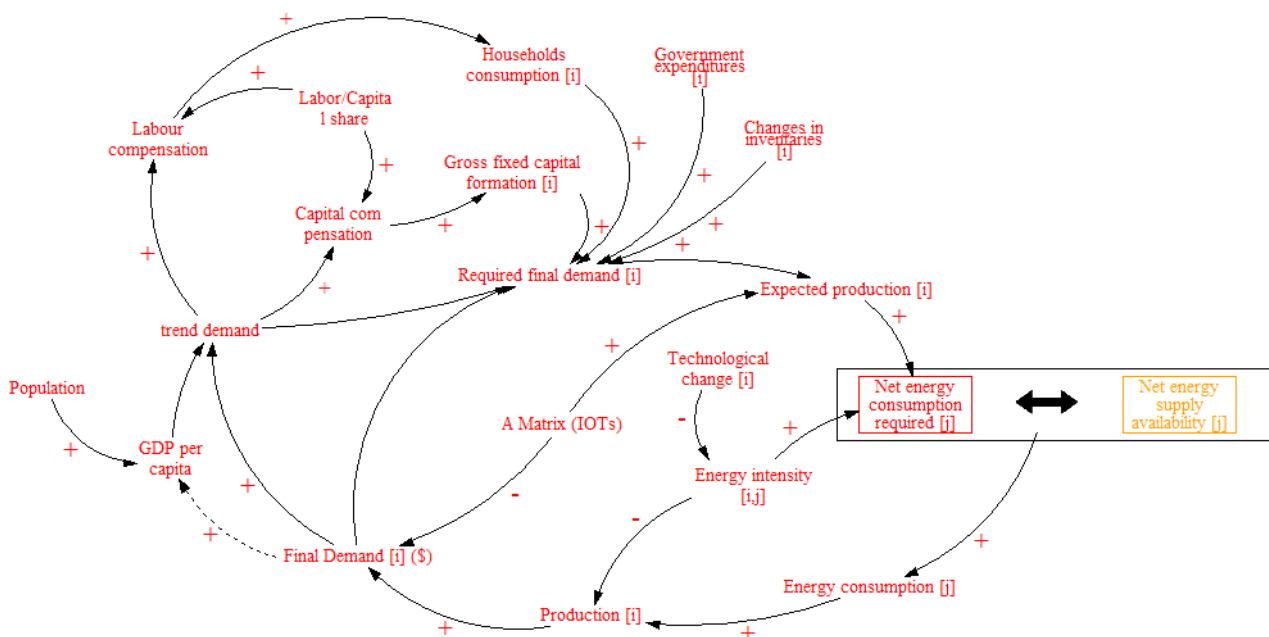 +
Households
consumption [i]
Government
expenditures
[i]
+
Labor/Capita
l share
Changes in
inventaries
[i]
Labour
compensation
+
+
Gross fixed capital
formation [i]
+
Capital com
pensation
+
+
+
+
+
Required final demand [i]
+
Expected production [i]
trend demand
+
+
Technological
change [i]
Population
Net energy
consumption
required [j]
Net energy
supply
availability [j]
-
A Matrix (IOTs)
+
+
GDP per
capita
Energy intensity
[i,j]
+
-
-
+
Final Demand [i] ($)
+
Energy consumption [j]
Production [i]
+
+